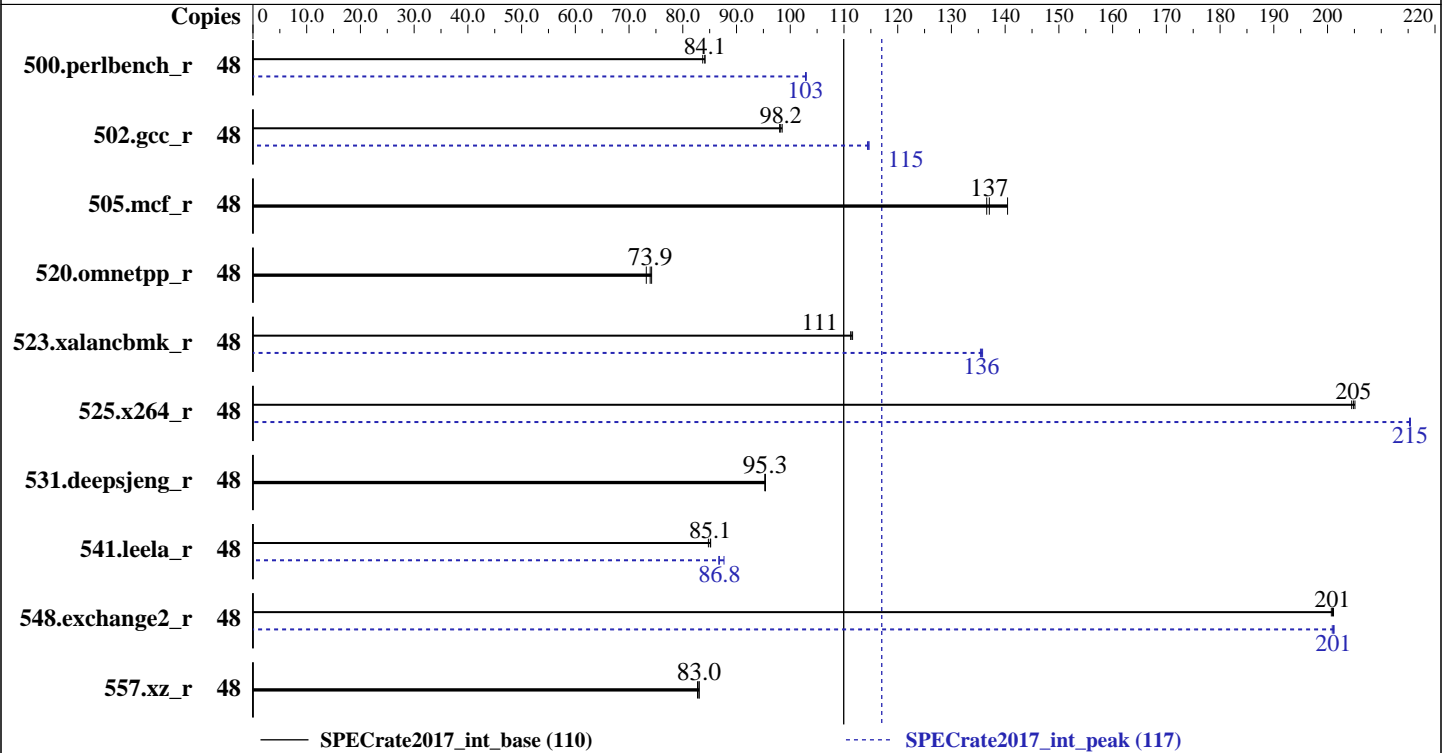 Copies 0 10.0 20.0 30.0 40.0 50.0 60.0 70.0 80.0 90.0 100 110 120 130 140 150 160 170 180 190 200 220
500.perlbench_r 48 84.1
103
502.gcc_r 48 98.2
115
505.mcf_r 48 137
520.omnetpp_r 48 73.9
523.xalancbmk_r 48 111
136
525.x264_r 48 205
215
531.deepsjeng_r 48 95.3
541.leela_r 48 85.1
86.8
548.exchange2_r 48 201
201
557.xz_r 48 83.0
SPECrate2017_int_base (110) SPECrate2017_int_peak (117)